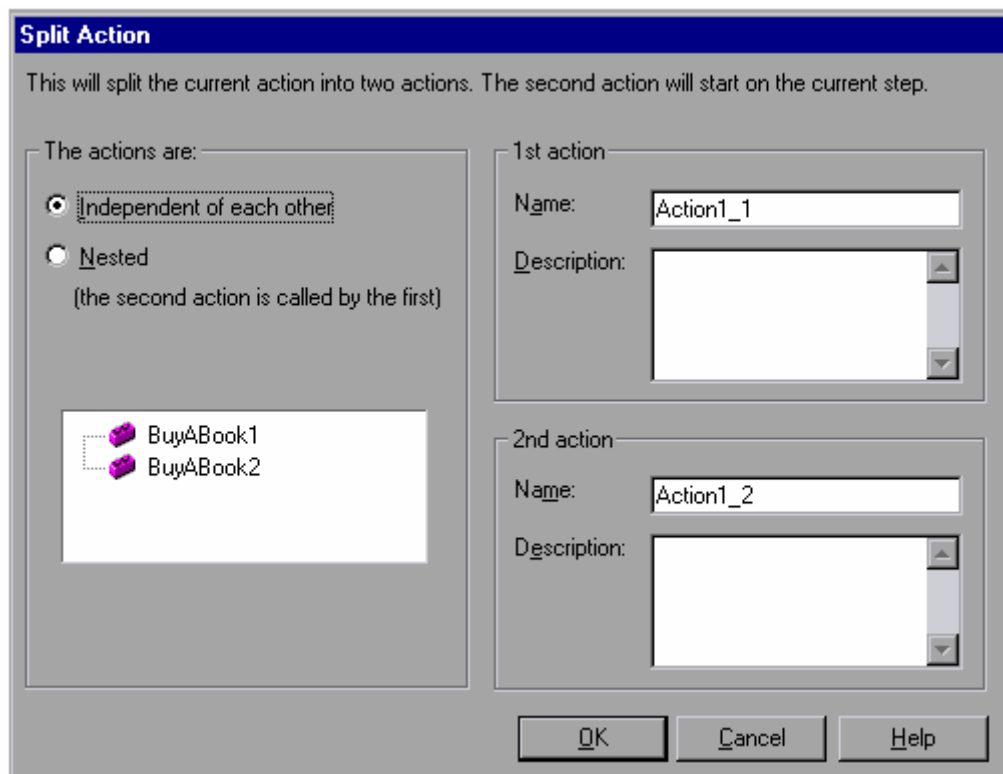 Split Action
This will split the current action into two actions. The second action will start on the current step.
The actions are:
Independent of each other
Nested
(the second action is called by the first)
BuyABook1
BuyABook2
1st action
Name:
Action1_1
Description:
2nd action
Name:
Action1_2
Description:
OK
Cancel
Help